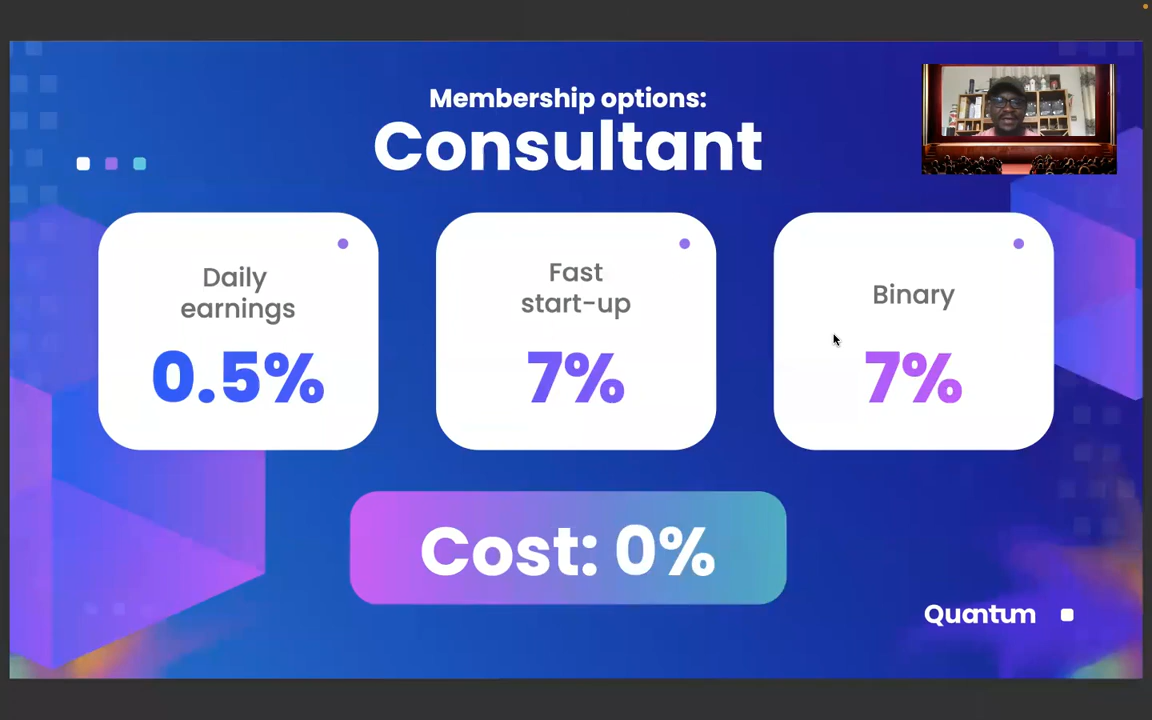 Membership options:
Consultant
Daily
earnings
0.5%
Fast
start-up
7%
Binary
7%
Cost: 0%
Quantum